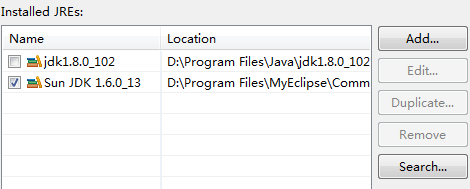 Installed JREs:
Name Location Add...
jdk1.8.0_102 D:\Program Files\Java\jdk1.8.0_102 Edit...
Sun JDK 1.6.0_13 D:\Program Files\MyEclipse\Comm Duplicate...
Remove
Search...